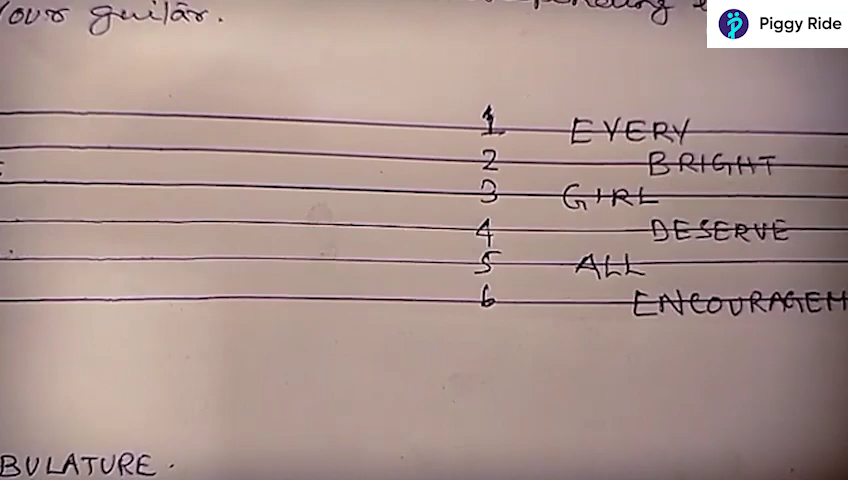 Piggy Ride
your guitar.
1 EVERY
2 BRIGHT
3 GIRL
4 DESERVE
5 ALL
6 ENCOURAGEM
BULATURE.